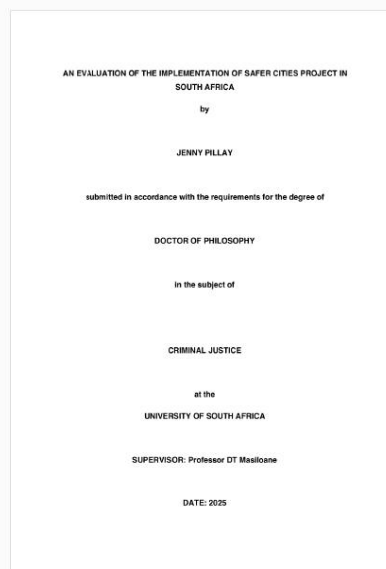 AN EVALUATION OF THE IMPLEMENTATION OF SAFER CITIES PROJECT IN
SOUTH AFRICA
by
JENNY PILLAY
submitted in accordance with the requirements for the degree of
DOCTOR OF PHILOSOPHY
in the subject of
CRIMINAL JUSTICE
at the
UNIVERSITY OF SOUTH AFRICA
SUPERVISOR: Professor DT Masiloane
DATE: 2025